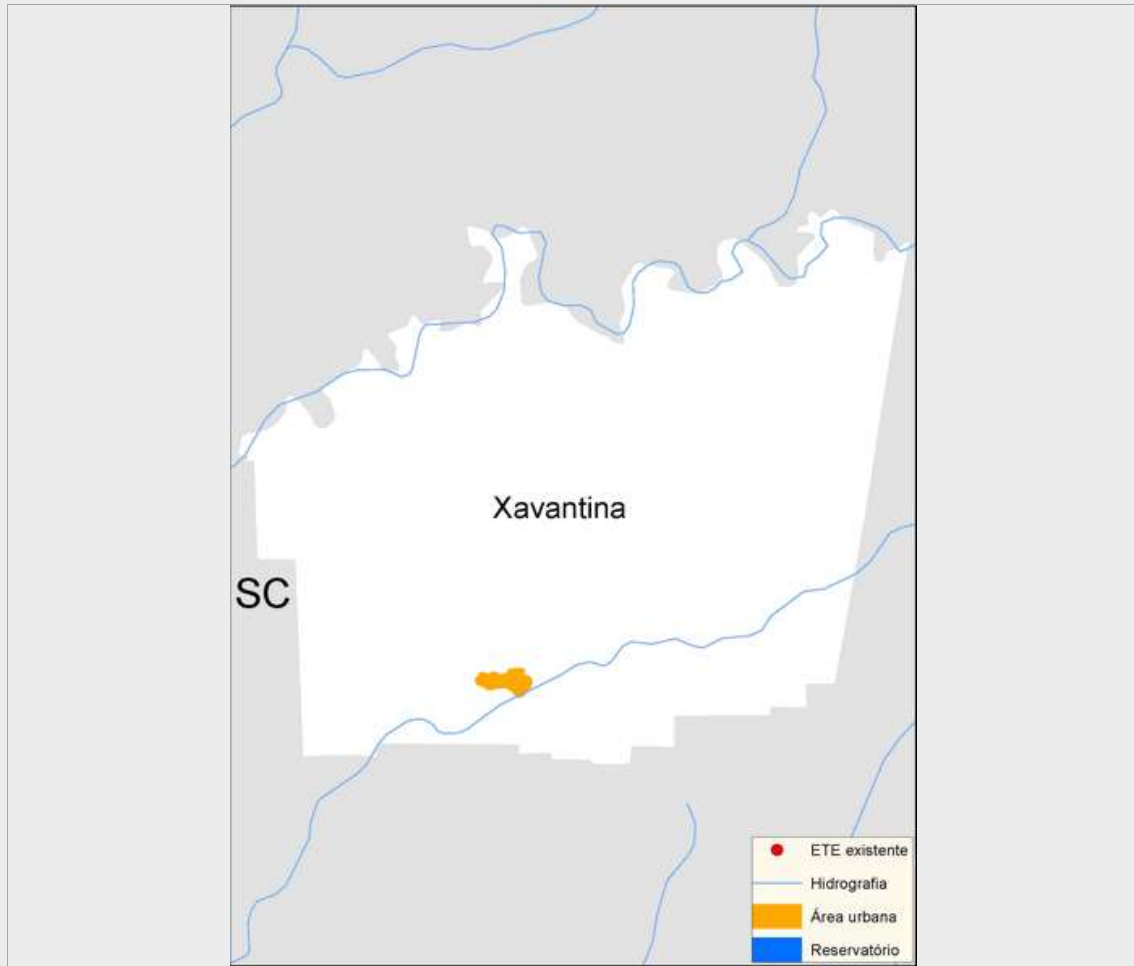 Xavantina
SC
ETE existente
Hidrografia
Área urbana
Reservatório